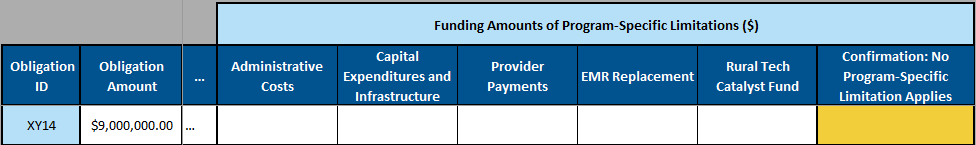 Funding Amounts of Program-Specific Limitations ($)
Obligation ID
Obligation Amount
...
Administrative Costs
Capital Expenditures and Infrastructure
Provider Payments
EMR Replacement
Rural Tech Catalyst Fund
Confirmation: No Program-Specific Limitation Applies
XY14
$9,000,000.00
...